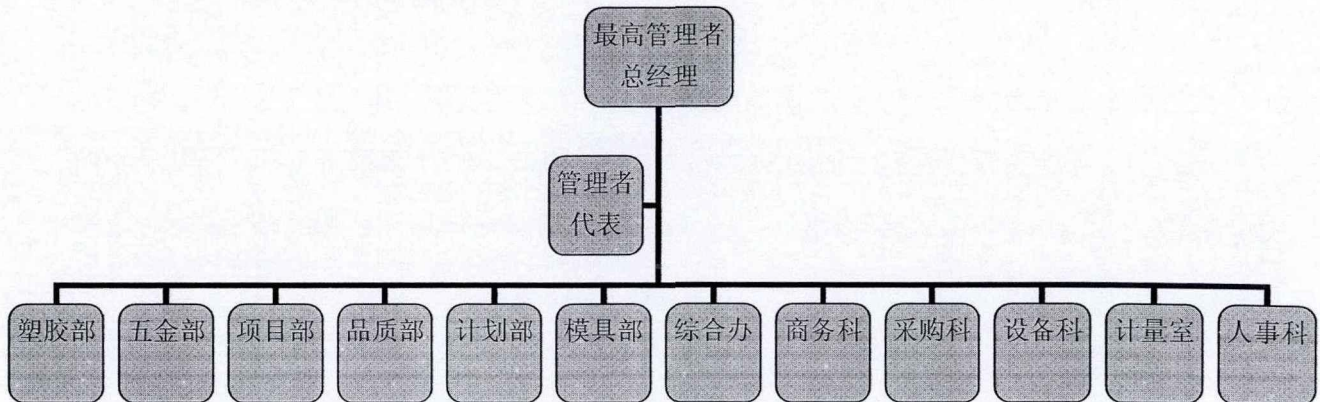 最高管理者
总经理
管理者
代表
塑胶部 五金部 项目部 品质部 计划部 模具部 综合办 商务科 采购科 设备科 计量室 人事科